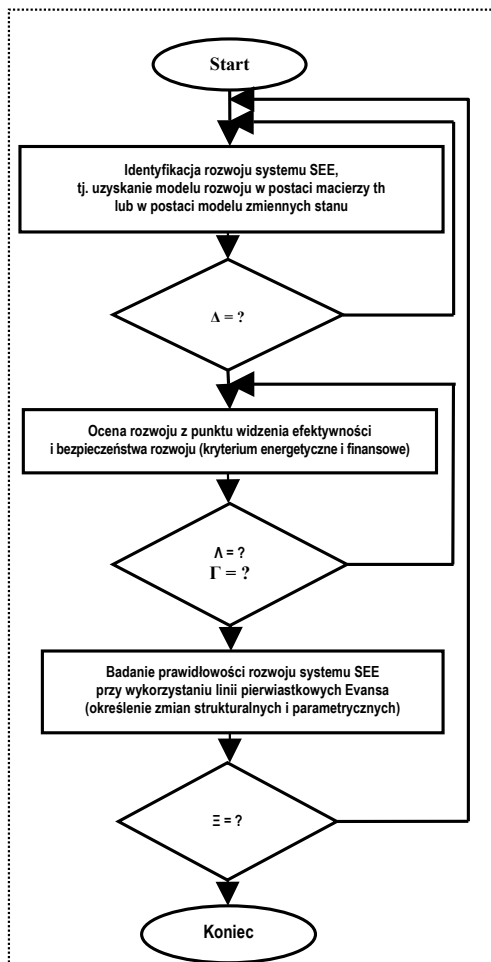 Start
Identyfikacja rozwoju systemu SEE,
tj. uzyskanie modelu rozwoju w postaci macierzy th
lub w postaci modelu zmiennych stanu
Δ = ?
Ocena rozwoju z punktu widzenia efektywności
i bezpieczeństwa rozwoju (kryterium energetyczne i finansowe)
Λ = ?
Γ = ?
Badanie prawidłowości rozwoju systemu SEE
przy wykorzystaniu linii pierwiastkowych Evansa
(określenie zmian strukturalnych i parametrycznych)
Ξ = ?
Koniec